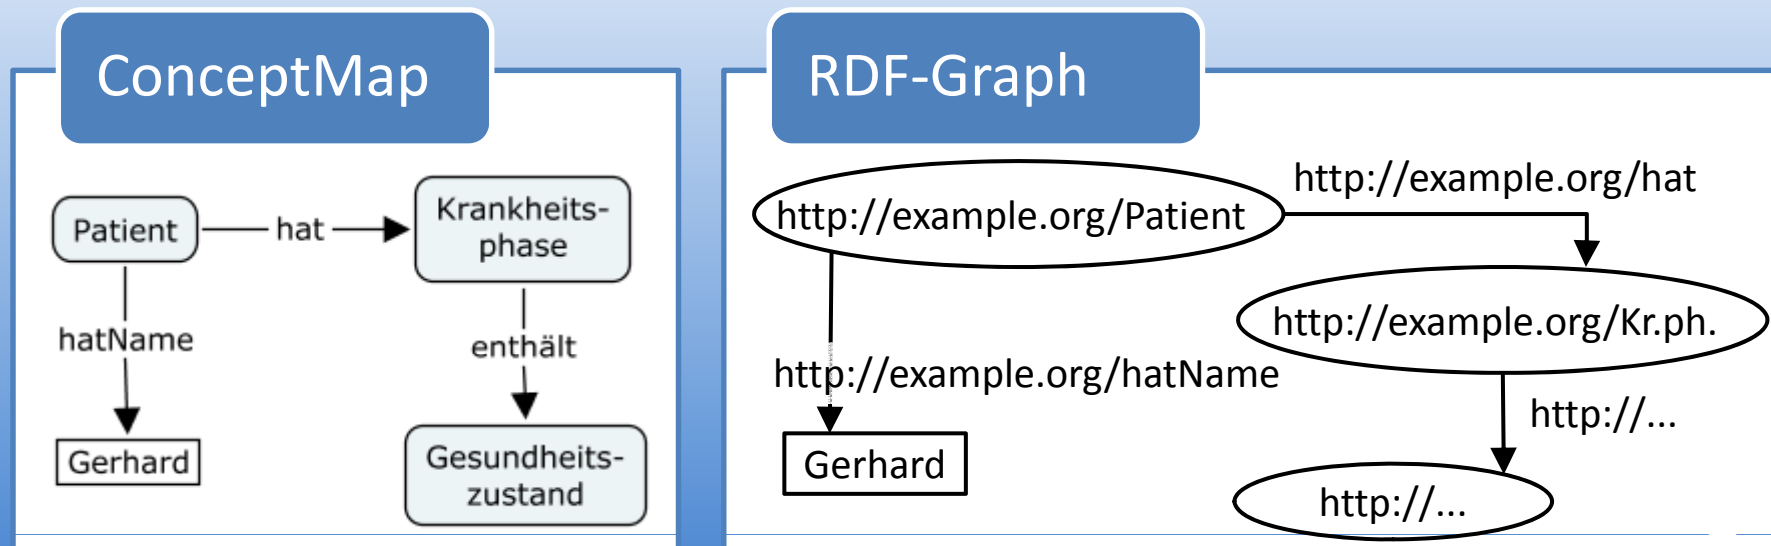 ConceptMap
Patient
hat
Krankheits-
phase
hatName
enthält
Gerhard
Gesundheits-
zustand
RDF-Graph
http://example.org/Patient
http://example.org/hat
http://example.org/Kr.ph.
http://example.org/hatName
http://...
Gerhard
http://...